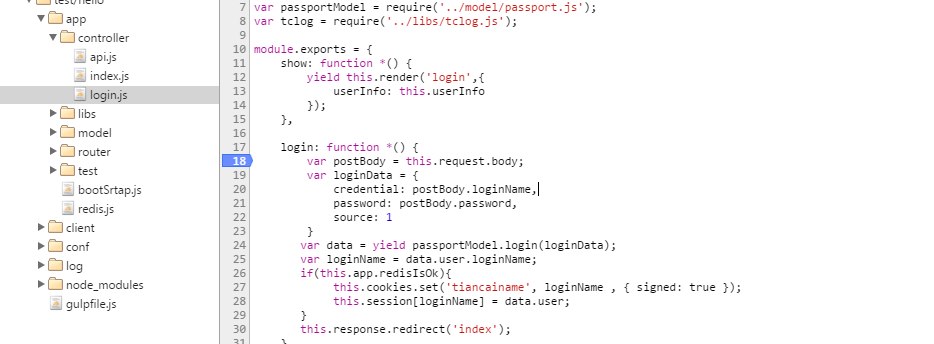 test/hello
app
controller
api.js
index.js
login.js
libs
model
router
test
bootSrtap.js
redis.js
client
conf
log
node_modules
gulpfile.js
7 var passportModel = require('../model/passport.js');
8 var tclog = require('../libs/tclog.js');
9
10 module.exports = {
11 show: function *() {
12 yield this.render('login',{
13 userInfo: this.userInfo
14 });
15 },
16
17 login: function *() {
18 var postBody = this.request.body;
19 var loginData = {
20 credential: postBody.loginName,
21 password: postBody.password,
22 source: 1
23 }
24 var data = yield passportModel.login(loginData);
25 var loginName = data.user.loginName;
26 if(this.app.redisIsOk){
27 this.cookies.set('tiancainame', loginName , { signed: true });
28 this.session[loginName] = data.user;
29 }
30 this.response.redirect('index');
31 }